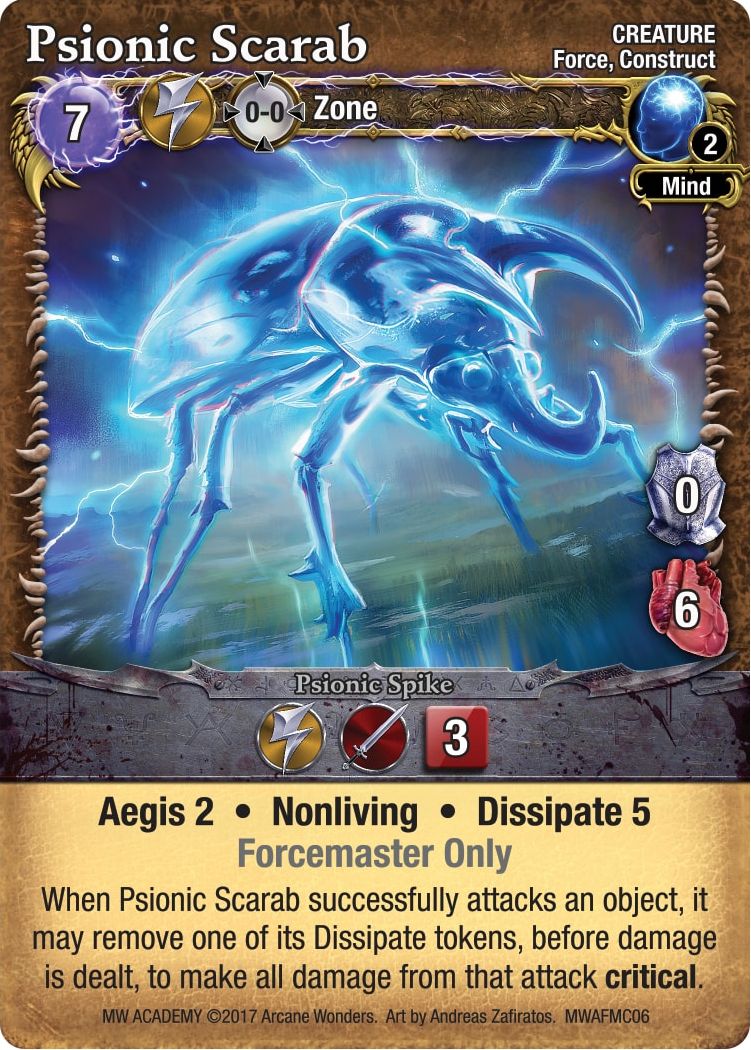 Psionic Scarab
CREATURE
Force, Construct
7
0-0 Zone
2
Mind
0
6
Psionic Spike
3
Aegis 2 • Nonliving • Dissipate 5
Forcemaster Only
When Psionic Scarab successfully attacks an object, it
may remove one of its Dissipate tokens, before damage
is dealt, to make all damage from that attack critical.
MW ACADEMY ©2017 Arcane Wonders. Art by Andreas Zafiratos. MWAFMC06